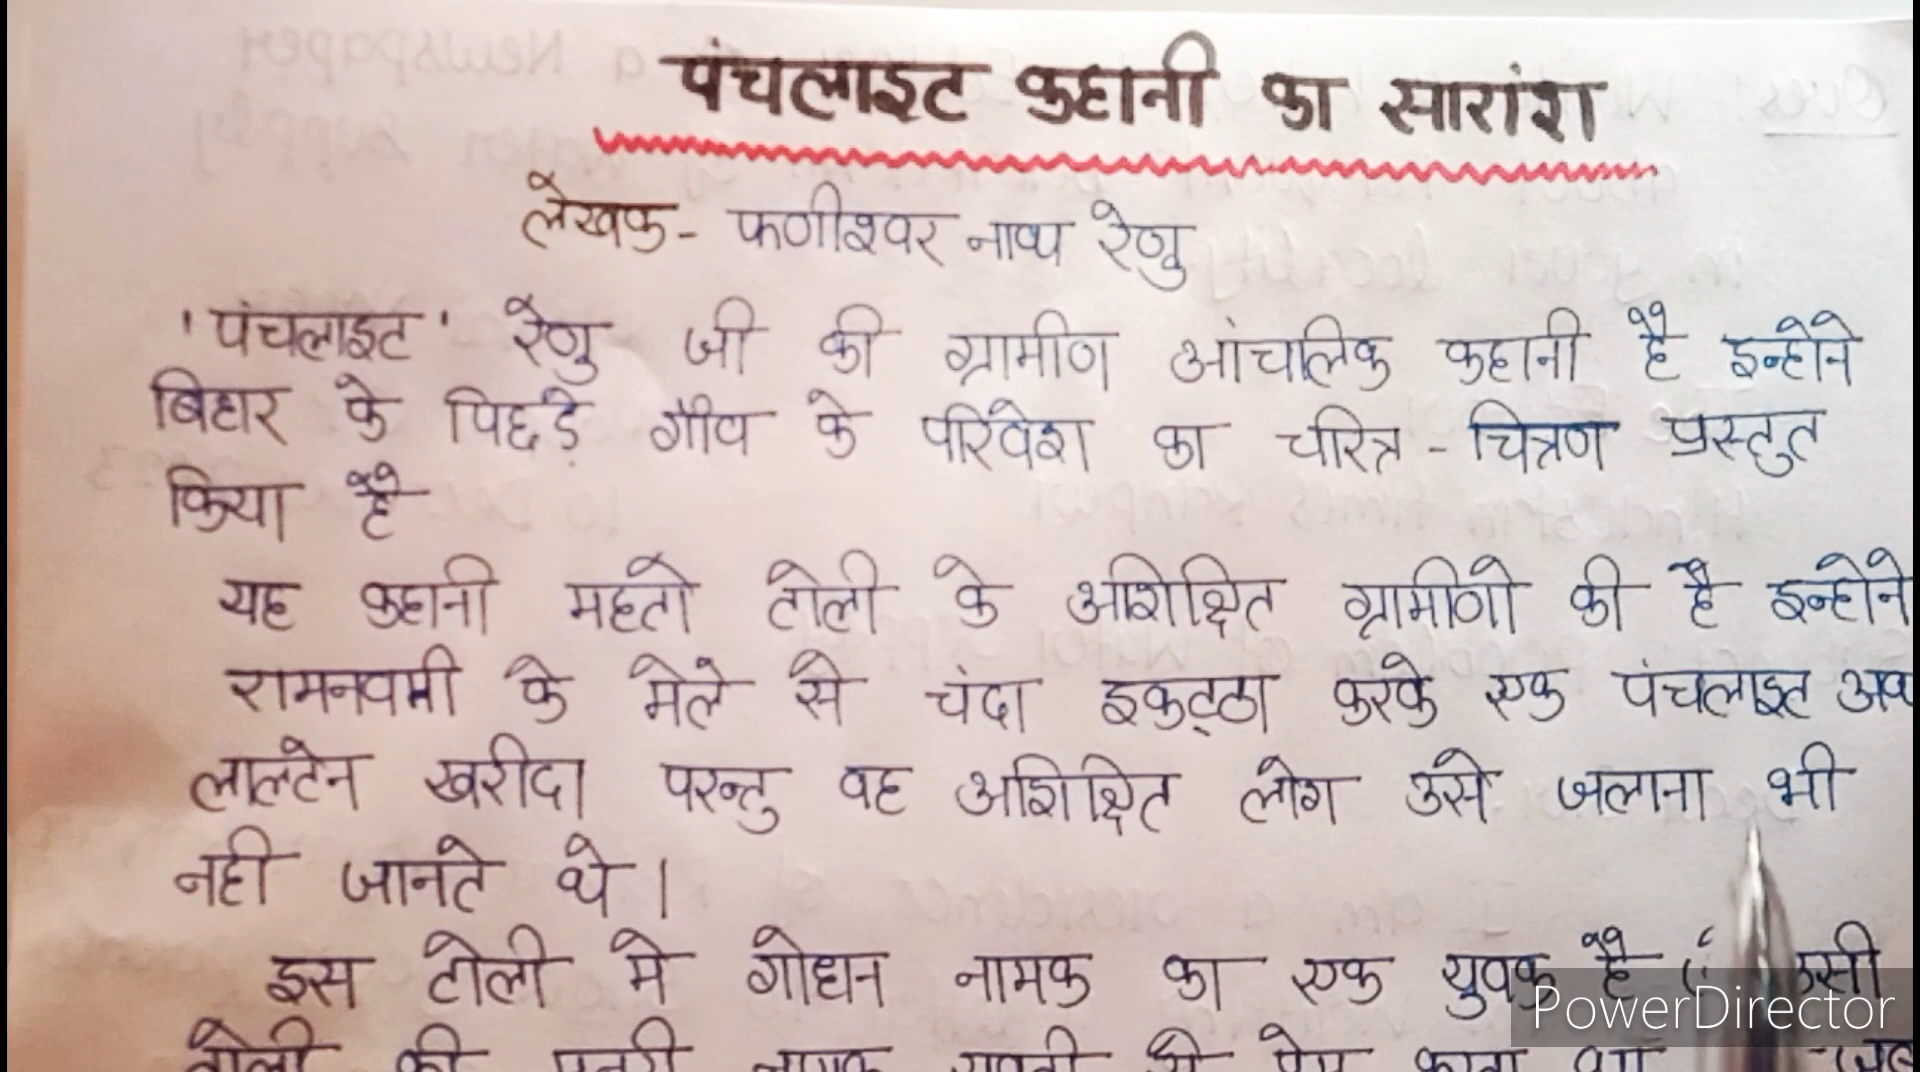 पंचलाइट कहानी का सारांश
लेखक- फणीश्वर नाथ रेणु
'पंचलाइट' रेणु जी की ग्रामीण आंचलिक कहानी है इन्होने
बिहार के पिछड़े गाँव के परिवेश का चरित्र-चित्रण प्रस्तुत
किया है
यह कहानी महतो टोली के अशिक्षित ग्रामीणो की है इन्होने
रामनवमी के मेले से चंदा इकट्ठा करके एक पंचलाइट
लालटेन खरीदा परन्तु वह अशिक्षित लोग उसे जलाना भी
नही जानते थे।
इस टोली मे गोधन नामक का एक युवक है उसी
PowerDirector